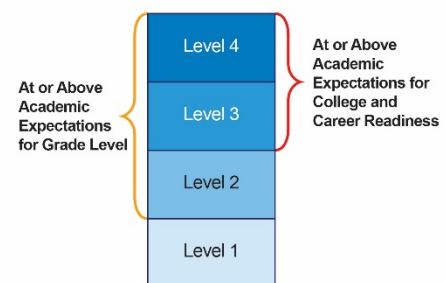 At or Above
Academic
Expectations
for Grade Level
Level 4
Level 3
Level 2
Level 1
At or Above
Academic
Expectations for
College and
Career Readiness